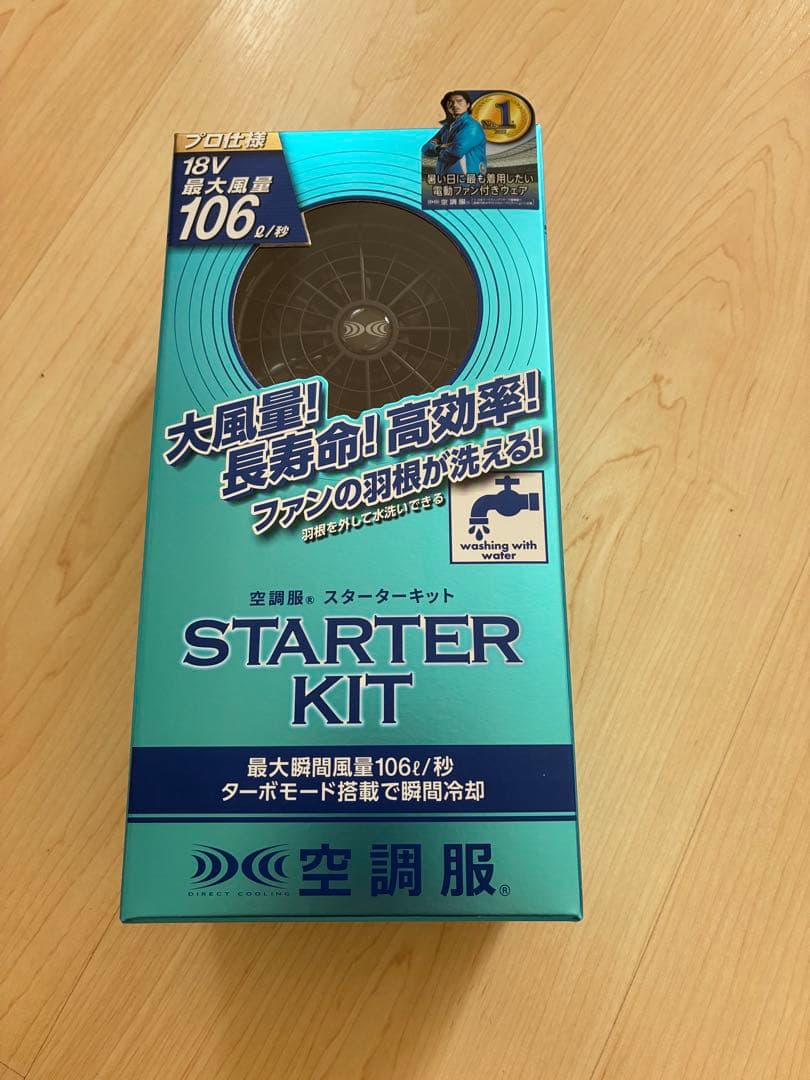 プロ仕様
18V
最大風量
106ℓ/秒
No.1
暑い日に最も着用したい
電動ファン付きウェア
空調服®
大風量!
長寿命! 高効率!
ファンの羽根が洗える!
羽根を外して水洗いできる
washing with
water
空調服® スターターキット
STARTER
KIT
最大瞬間風量106ℓ/秒
ターボモード搭載で瞬間冷却
DIRECT COOLING
空調服®